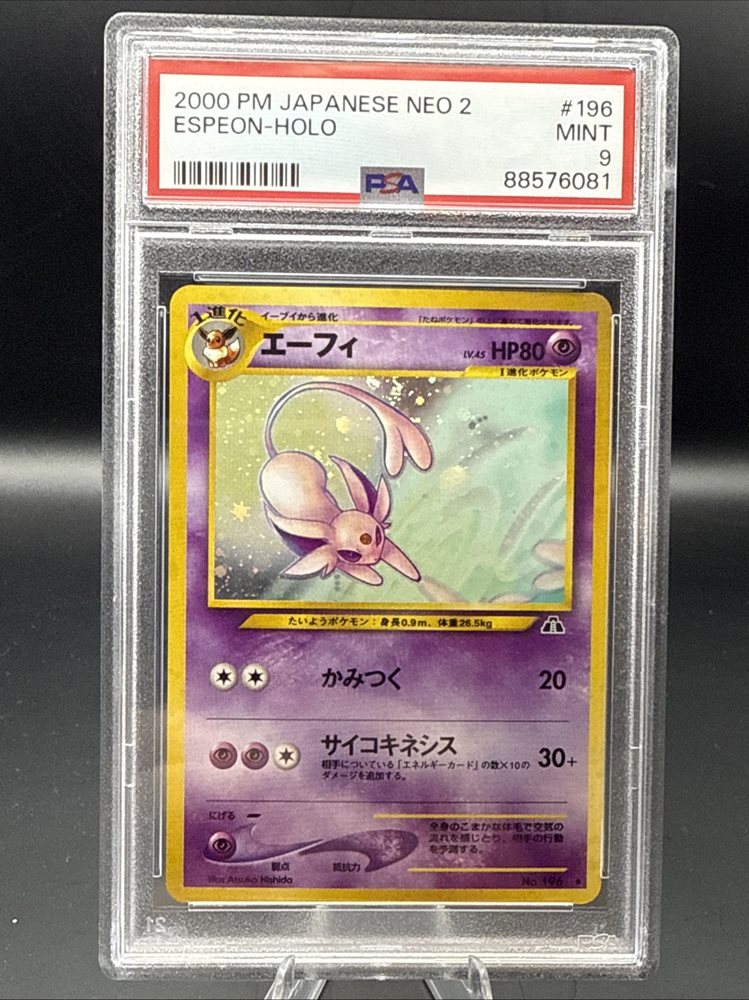 2000 PM JAPANESE NEO 2 #196
ESPEON-HOLO MINT
9
PSA 88576081
1進化 イーブイから進化
エーフィ LV.45 HP80
1進化ポケモン
たいようポケモン：身長0.9m、体重26.5kg
かみつく 20
サイコキネシス 30+
相手についている「エネルギーカード」の数×10の
ダメージを追加する。
にげる
全身のこまかな体毛で空気の
流れを感じとり、相手の行動
を予測する。
弱点 抵抗力
Illus.Atsuko Nishida No.196 ★